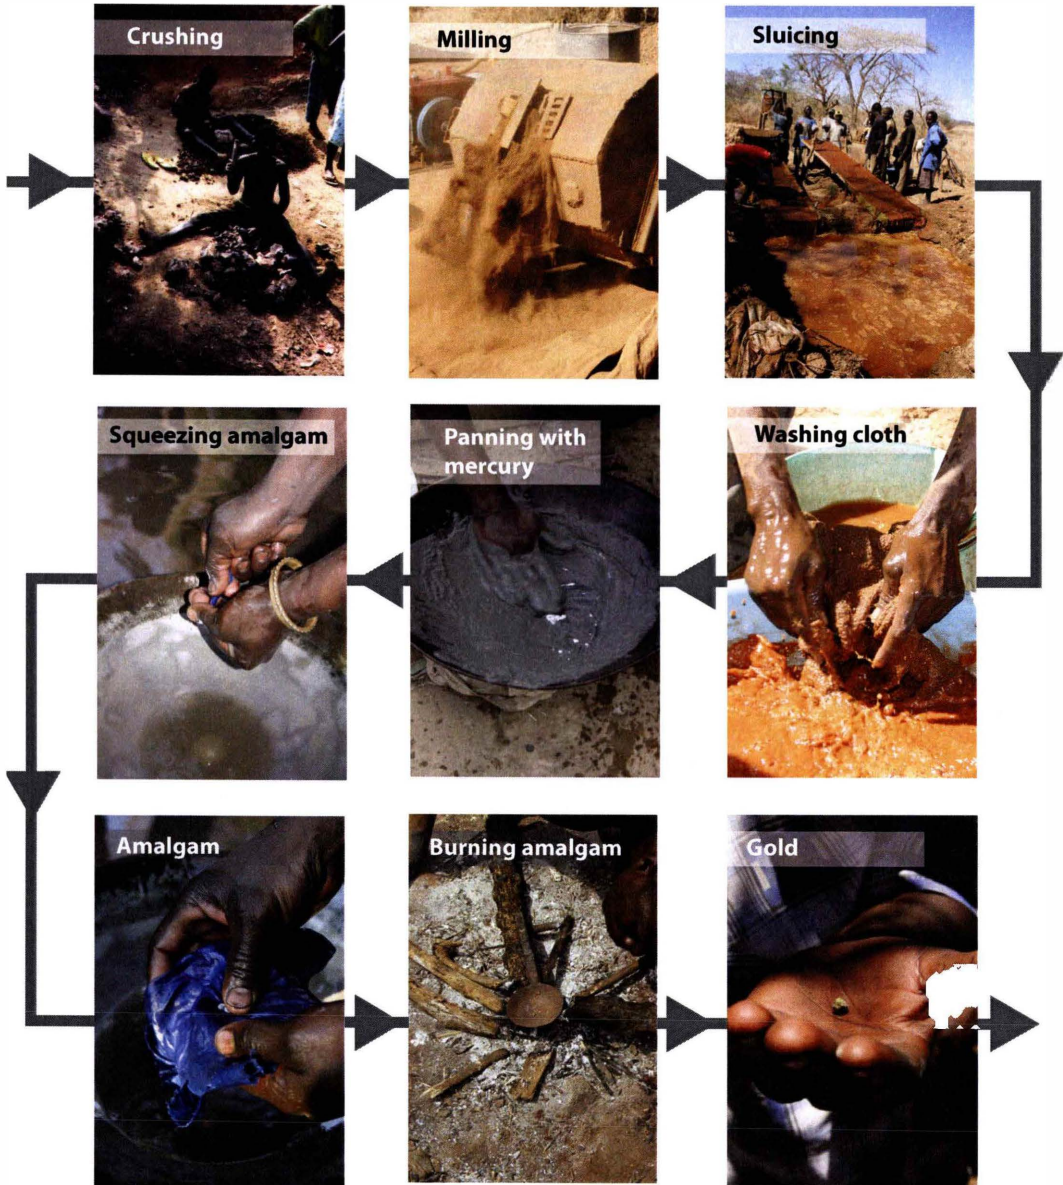 Crushing
Milling
Sluicing
Washing cloth
Panning with
mercury
Squeezing amalgam
Amalgam
Burning amalgam
Gold